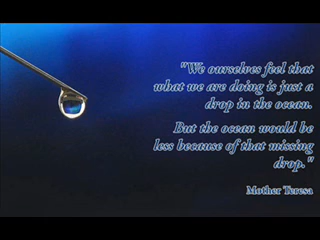 "We ourselves feel that
what we are doing is just a
drop in the ocean.
But the ocean would be
less because of that missing
drop."
Mother Teresa